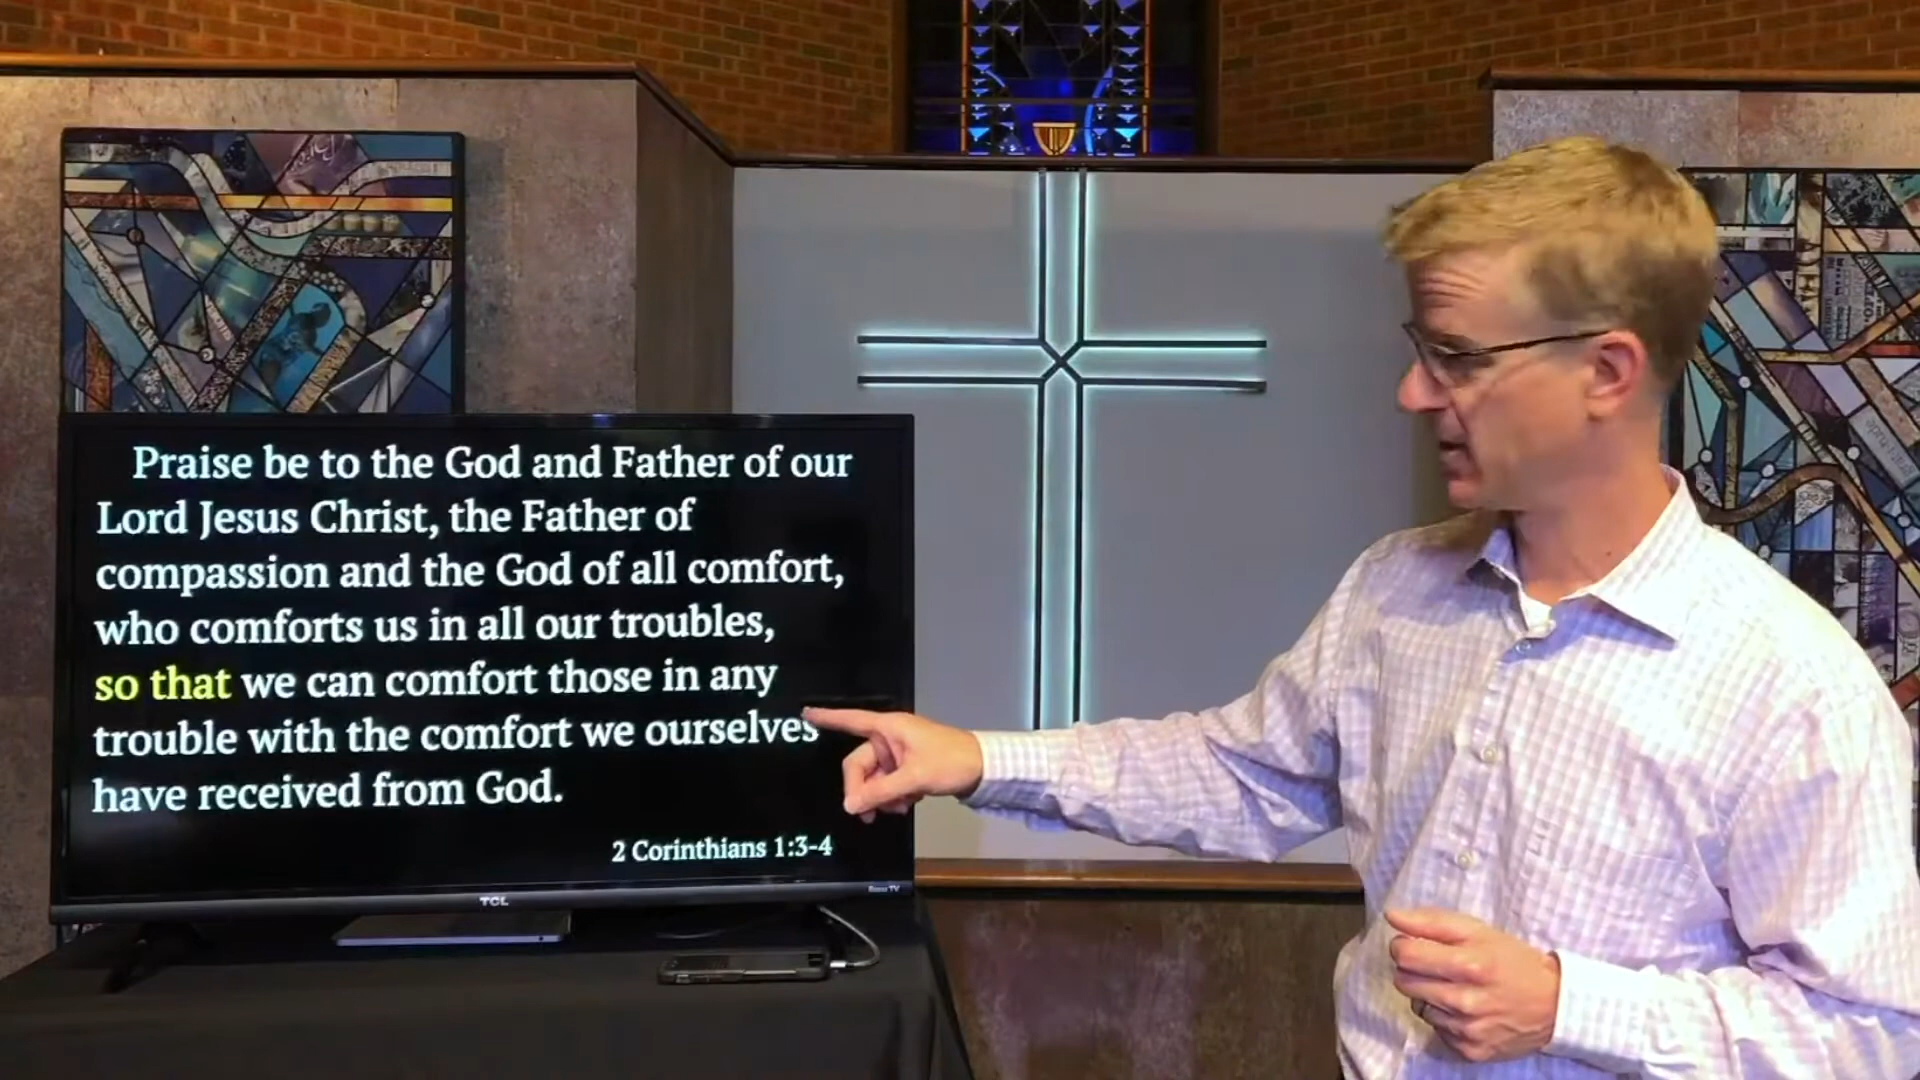 Praise be to the God and Father of our
Lord Jesus Christ, the Father of
compassion and the God of all comfort,
who comforts us in all our troubles,
so that we can comfort those in any
trouble with the comfort we ourselves
have received from God.
2 Corinthians 1:3-4
TCL
Roku TV